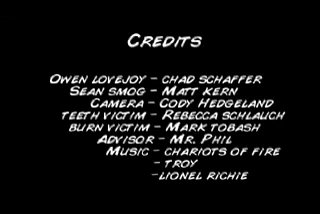 CREDITS
OWEN LOVEJOY - CHAD SCHAFFER
SEAN SMOG - MATT KERN
CAMERA - CODY HEDGELAND
TEETH VICTIM - REBECCA SCHLAUCH
BURN VICTIM - MARK TOBASH
ADVISOR - MR. PHIL
MUSIC - CHARIOTS OF FIRE
- TROY
-LIONEL RICHIE